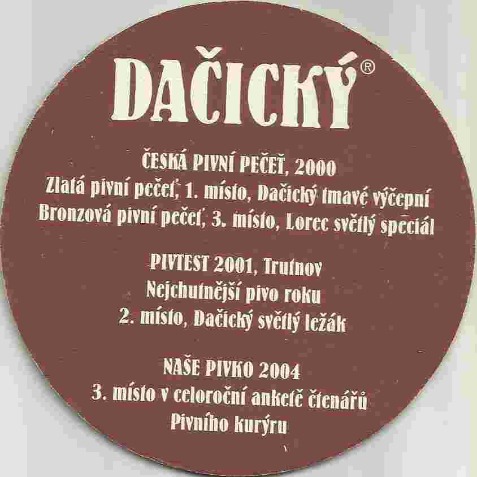 DAČICKÝ®
ČESKÁ PIVNÍ PEČEŤ, 2000
Zlatá pivní pečeť, 1. místo, Dačický tmavé výčepní
Bronzová pivní pečeť, 3. místo, Lorec světlý speciál
PIVTEST 2001, Trutnov
Nejchutnější pivo roku
2. místo, Dačický světlý ležák
NAŠE PIVKO 2004
3. místo v celoroční anketě čtenářů
Pivního kurýru